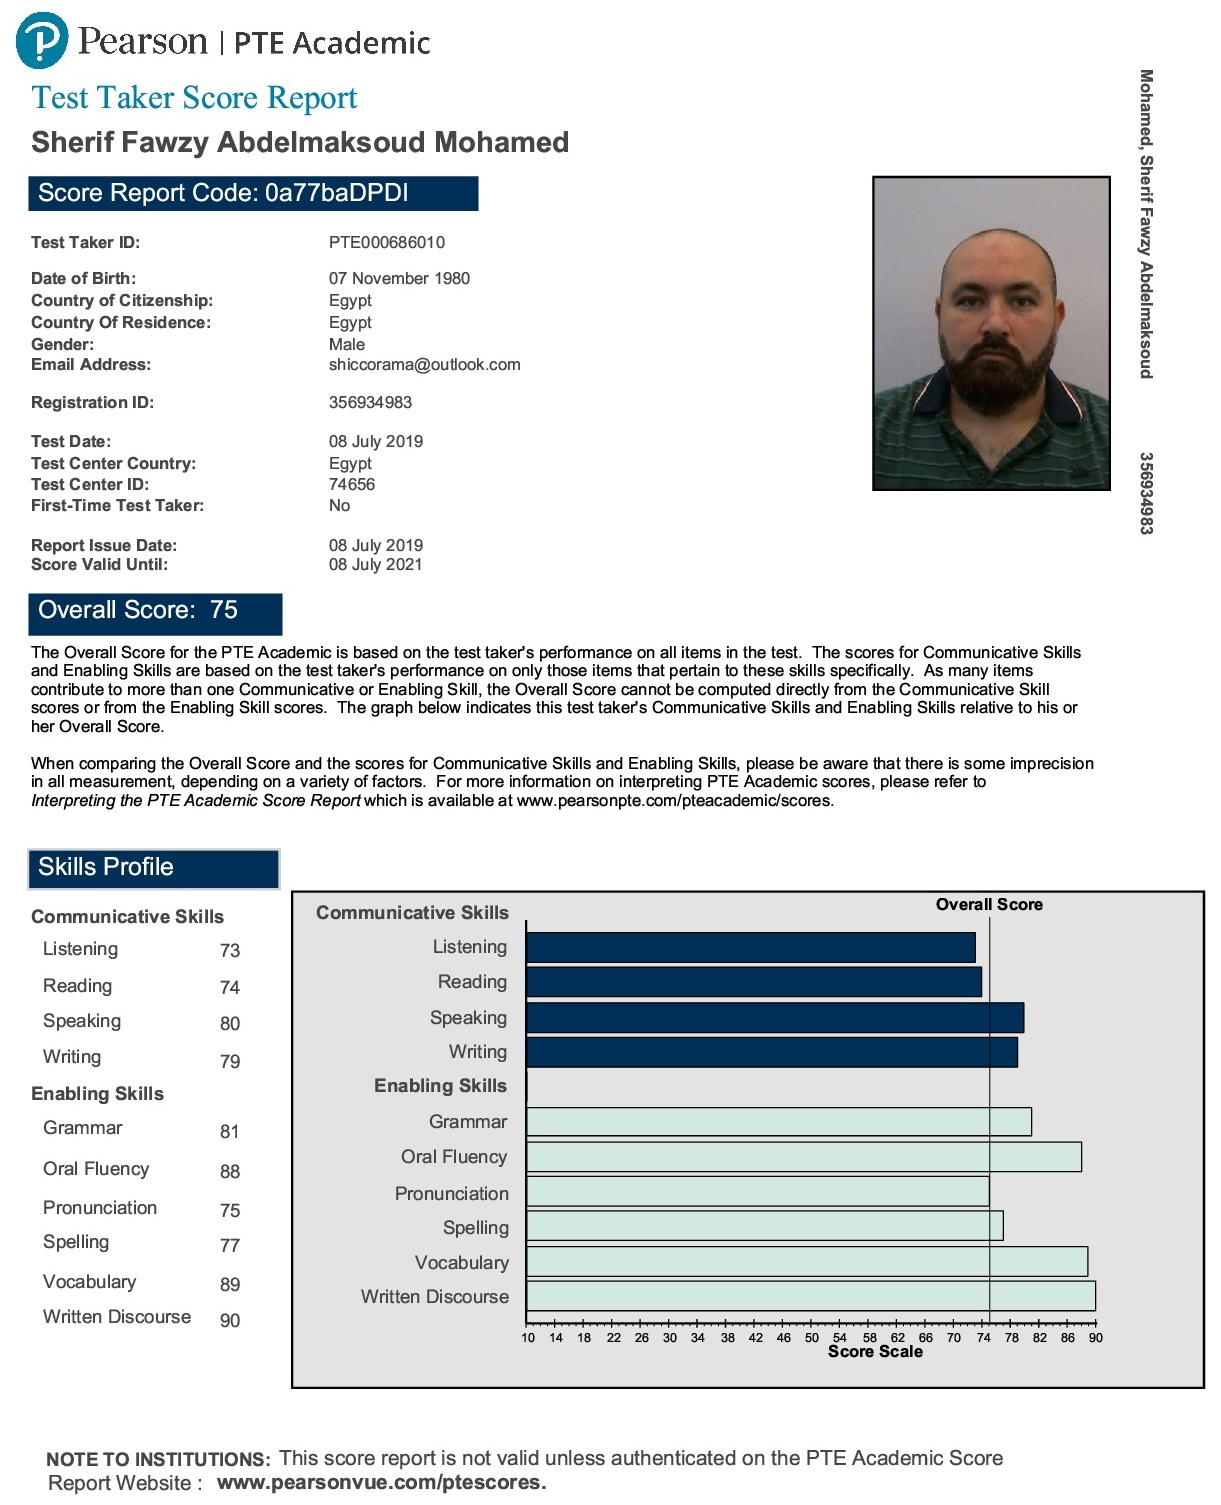 Pearson | PTE Academic
Test Taker Score Report
Sherif Fawzy Abdelmaksoud Mohamed
Score Report Code: 0a77baDPDI
Test Taker ID: PTE000686010
Date of Birth: 07 November 1980
Country of Citizenship: Egypt
Country Of Residence: Egypt
Gender: Male
Email Address: shiccorama@outlook.com
Registration ID: 356934983
Test Date: 08 July 2019
Test Center Country: Egypt
Test Center ID: 74656
First-Time Test Taker: No
Report Issue Date: 08 July 2019
Score Valid Until: 08 July 2021
Mohamed, Sherif Fawzy Abdelmaksoud 356934983
Overall Score: 75
The Overall Score for the PTE Academic is based on the test taker's performance on all items in the test. The scores for Communicative Skills
and Enabling Skills are based on the test taker's performance on only those items that pertain to these skills specifically. As many items
contribute to more than one Communicative or Enabling Skill, the Overall Score cannot be computed directly from the Communicative Skill
scores or from the Enabling Skill scores. The graph below indicates this test taker's Communicative Skills and Enabling Skills relative to his or
her Overall Score.
When comparing the Overall Score and the scores for Communicative Skills and Enabling Skills, please be aware that there is some imprecision
in all measurement, depending on a variety of factors. For more information on interpreting PTE Academic scores, please refer to
Interpreting the PTE Academic Score Report which is available at www.pearsonpte.com/pteacademic/scores.
Skills Profile
Communicative Skills
Listening 73
Reading 74
Speaking 80
Writing 79
Enabling Skills
Grammar 81
Oral Fluency 88
Pronunciation 75
Spelling 77
Vocabulary 89
Written Discourse 90
Overall Score
Communicative Skills
Listening
Reading
Speaking
Writing
Enabling Skills
Grammar
Oral Fluency
Pronunciation
Spelling
Vocabulary
Written Discourse
10 14 18 22 26 30 34 38 42 46 50 54 58 62 66 70 74 78 82 86 90
Score Scale
NOTE TO INSTITUTIONS: This score report is not valid unless authenticated on the PTE Academic Score
Report Website : www.pearsonvue.com/ptescores.